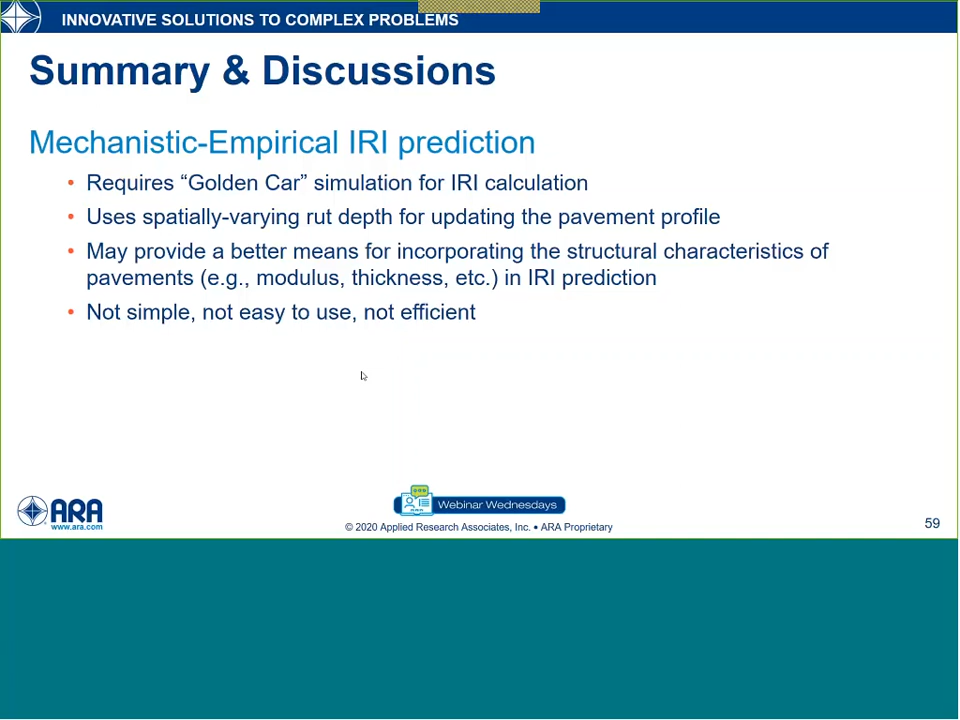 INNOVATIVE SOLUTIONS TO COMPLEX PROBLEMS
Summary & Discussions
Mechanistic-Empirical IRI prediction
• Requires “Golden Car” simulation for IRI calculation
• Uses spatially-varying rut depth for updating the pavement profile
• May provide a better means for incorporating the structural characteristics of
pavements (e.g., modulus, thickness, etc.) in IRI prediction
• Not simple, not easy to use, not efficient
ARA
www.ara.com
Webinar Wednesdays
© 2020 Applied Research Associates, Inc. • ARA Proprietary
59